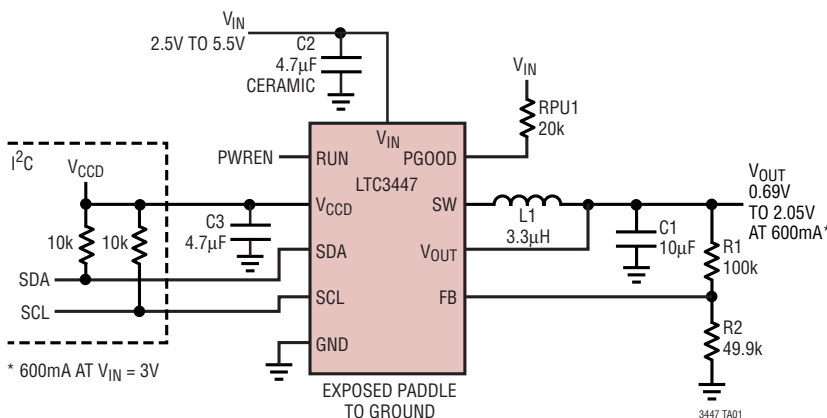 VIN
2.5V TO 5.5V
C2
4.7µF
CERAMIC
VIN
RPU1
20k
I2C
VCCD
10k
10k
SDA
SCL
PWREN
C3
4.7µF
VIN
RUN
PGOOD
LTC3447
VCCD
SW
SDA
VOUT
SCL
FB
GND
L1
3.3µH
C1
10µF
VOUT
0.69V
TO 2.05V
AT 600mA*
R1
100k
R2
49.9k
* 600mA AT VIN = 3V
EXPOSED PADDLE
TO GROUND
3447 TA01